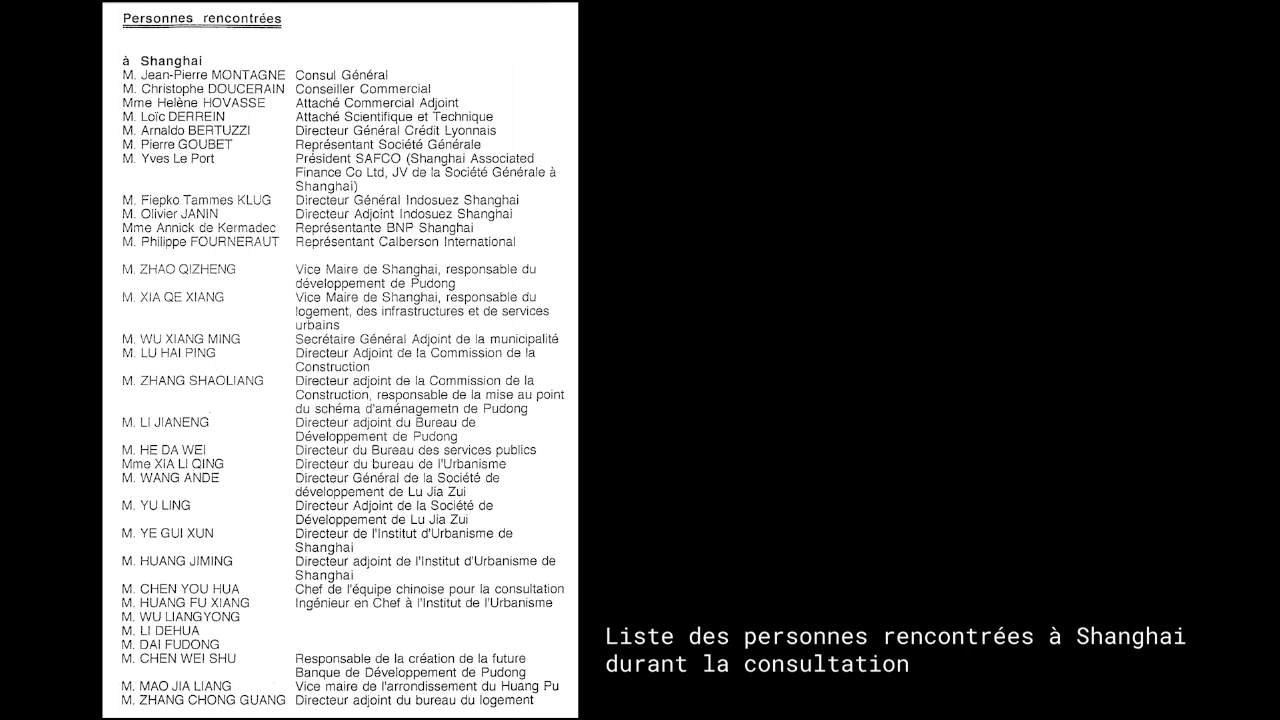 Personnes rencontrées
à Shanghai
M. Jean-Pierre MONTAGNE Consul Général
M. Christophe DOUCERAIN Conseiller Commercial
Mme Helène HOVASSE Attaché Commercial Adjoint
M. Loïc DERREIN Attaché Scientifique et Technique
M. Arnaldo BERTUZZI Directeur Général Crédit Lyonnais
M. Pierre GOUBET Représentant Société Générale
M. Yves Le Port Président SAFCO (Shanghai Associated
Finance Co Ltd, JV de la Société Générale à
Shanghai)
M. Fiepko Tammes KLUG Directeur Général Indosuez Shanghai
M. Olivier JANIN Directeur Adjoint Indosuez Shanghai
Mme Annick de Kermadec Représentante BNP Shanghai
M. Philippe FOURNERAUT Représentant Calberson International
M. ZHAO QIZHENG Vice Maire de Shanghai, responsable du
développement de Pudong
M. XIA QE XIANG Vice Maire de Shanghai, responsable du
logement, des infrastructures et de services
urbains
M. WU XIANG MING Secrétaire Général Adjoint de la municipalité
M. LU HAI PING Directeur Adjoint de la Commission de la
Construction
M. ZHANG SHAOLIANG Directeur adjoint de la Commission de la
Construction, responsable de la mise au point
du schéma d'aménagemetn de Pudong
M. LI JIANENG Directeur adjoint du Bureau de
Développement de Pudong
M. HE DA WEI Directeur du Bureau des services publics
Mme XIA LI QING Directeur du bureau de l'Urbanisme
M. WANG ANDE Directeur Général de la Société de
développement de Lu Jia Zui
M. YU LING Directeur Adjoint de la Société de
Développement de Lu Jia Zui
M. YE GUI XUN Directeur de l'Institut d'Urbanisme de
Shanghai
M. HUANG JIMING Directeur adjoint de l'Institut d'Urbanisme de
Shanghai
M. CHEN YOU HUA Chef de l'équipe chinoise pour la consultation
M. HUANG FU XIANG Ingénieur en Chef à l'Institut de l'Urbanisme
M. WU LIANGYONG
M. LI DEHUA
M. DAI FUDONG
M. CHEN WEI SHU Responsable de la création de la future
Banque de Développement de Pudong
M. MAO JIA LIANG Vice maire de l'arrondissement du Huang Pu
M. ZHANG CHONG GUANG Directeur adjoint du bureau du logement
Liste des personnes rencontrées à Shanghai
durant la consultation